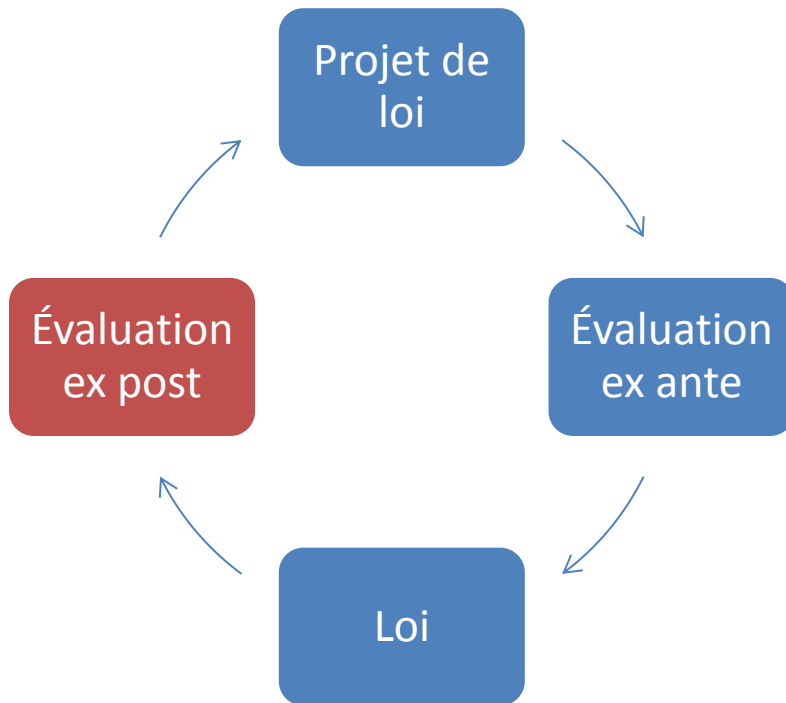 Projet de
loi
Évaluation
ex post
Évaluation
ex ante
Loi